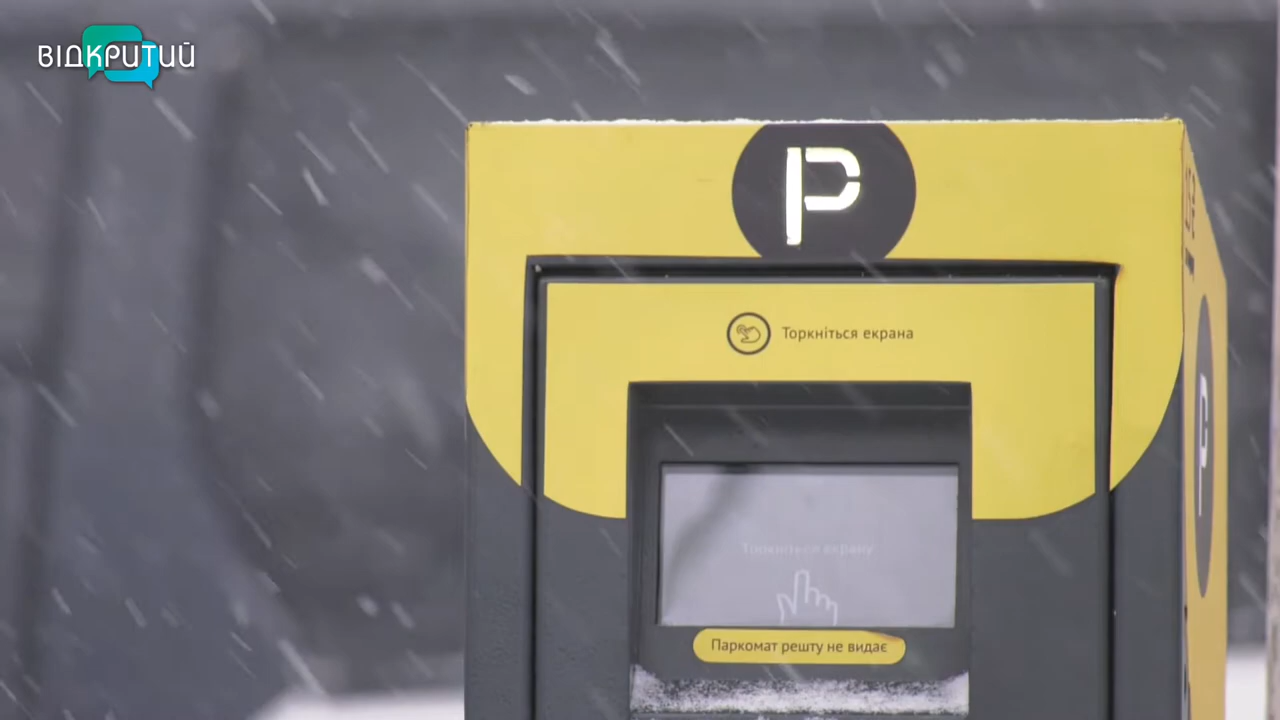 ВІДКРИТИЙ
P
Торкніться екрана
Торкніться екрану
Паркомат решту не видає
P